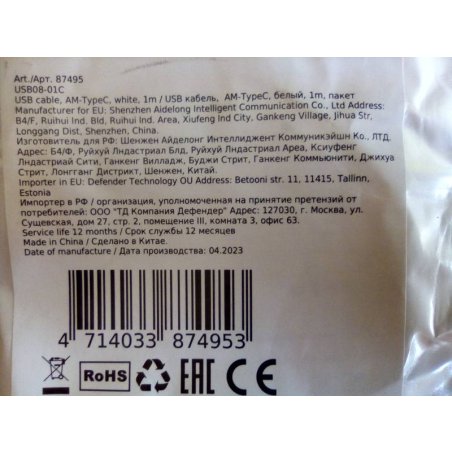 Art./Арт. 87495
USB08-01C
USB cable, AM-TypeC, white, 1m / USB кабель,  AM-TypeC, белый, 1m, пакет
Manufacturer for EU: Shenzhen Aidelong Intelligent Communication Co., Ltd Address:
B4/F, Ruihui Ind. Bld, Ruihui Ind. Area, Xiufeng Ind City, Gankeng Village, Jihua Str,
Longgang Dist, Shenzhen, China.
Изготовитель для РФ: Шенжен Айделонг Интеллиджент Коммуникэйшн Ко., ЛТД.
Адрес: Б4/Ф, Руйхуй Лндастриал Блд, Руйхуй Лндастриал Ареа, Ксиуфенг
Лндастриай Сити, Ганкенг Вилладж, Буджи Стрит, Ганкенг Коммьюнити, Джихуа
Стрит, Лонгганг Дистрикт, Шенжен, Китай.
Importer in EU: Defender Technology OU Address: Betooni str. 11, 11415, Tallinn,
Estonia
Импортер в РФ / организация, уполномоченная на принятие претензий от
потребителей: ООО "ТД Компания Дефендер" Адрес: 127030, г. Москва, ул.
Сущевская, дом 27, стр. 2, помещение III, комната 3, офис 63.
Service life 12 months / Срок службы 12 месяцев
Made in China / Сделано в Китае.
Date of manufacture / Дата производства: 04.2023
4 714033 874953
RoHS EAC CE